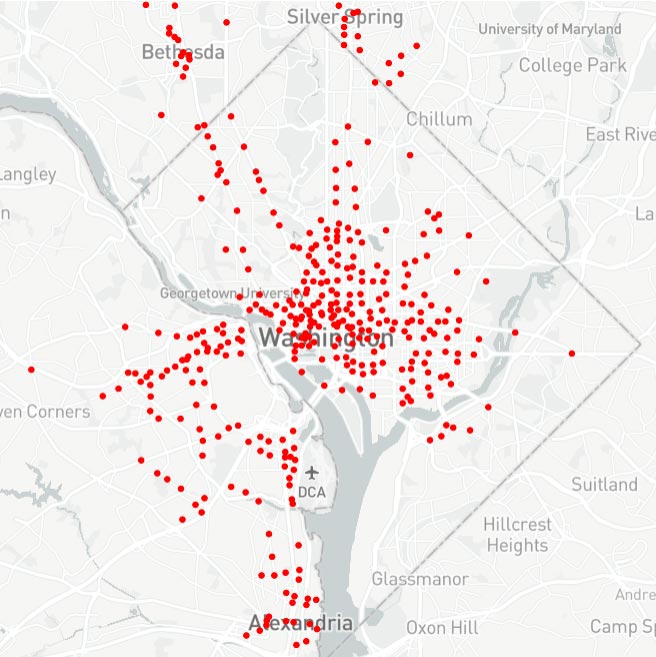 Silver Spring
University of Maryland
Bethesda
College Park
Chillum
East Rive
Langley
n
La
Georgetown University
Washington
ven Corners
DCA
Suitland
Hillcrest
Heights
Glassmanor
Andre
Alexandria
Oxon Hill
Camp Sp